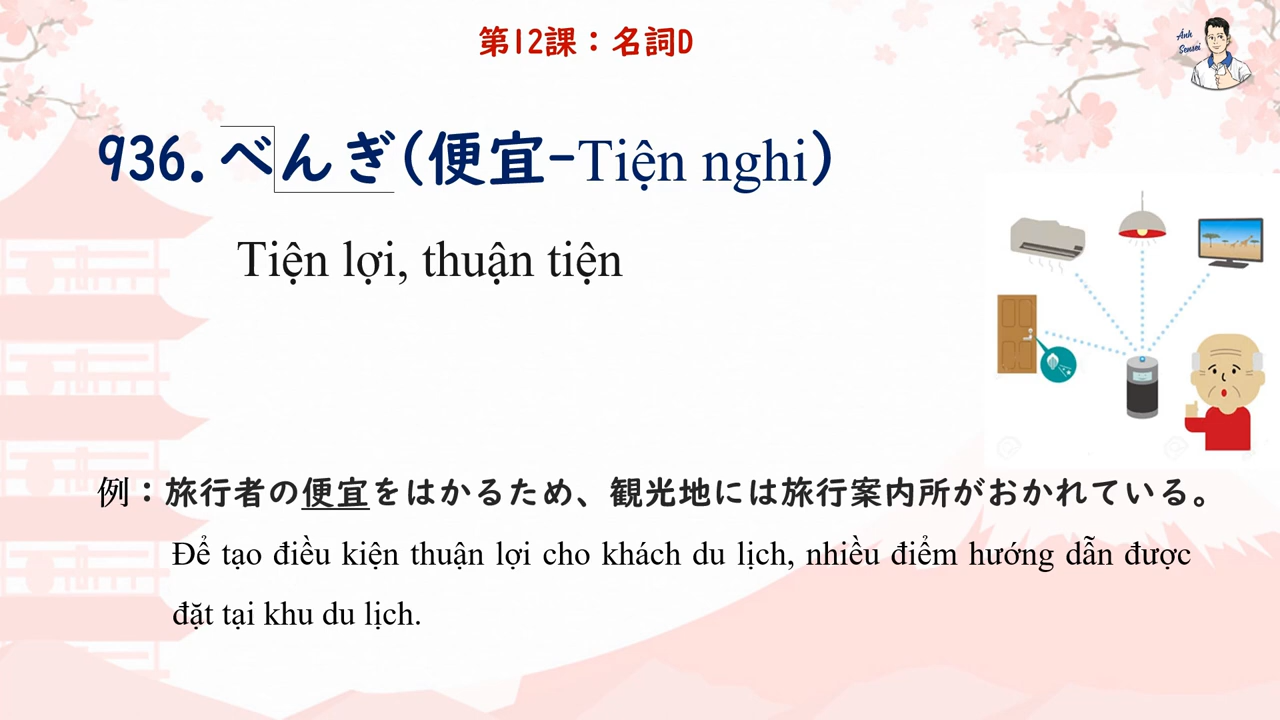 第12課：名詞D
Anh
Sensei
936. べんぎ(便宜-Tiện nghi)
Tiện lợi, thuận tiện
例：旅行者の便宜をはかるため、観光地には旅行案内所がおかれている。
Để tạo điều kiện thuận lợi cho khách du lịch, nhiều điểm hướng dẫn được
đặt tại khu du lịch.